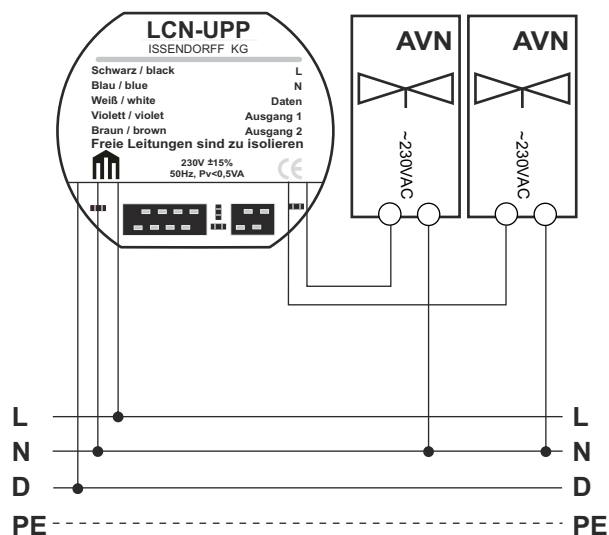 LCN-UPP
ISSENDORFF KG
Schwarz / black L
Blau / blue N
Weiß / white Daten
Violett / violet Ausgang 1
Braun / brown Ausgang 2
Freie Leitungen sind zu isolieren
230V ±15%
50Hz, Pv<0,5VA
CE
AVN
~230VAC
AVN
~230VAC
L L
N N
D D
PE PE